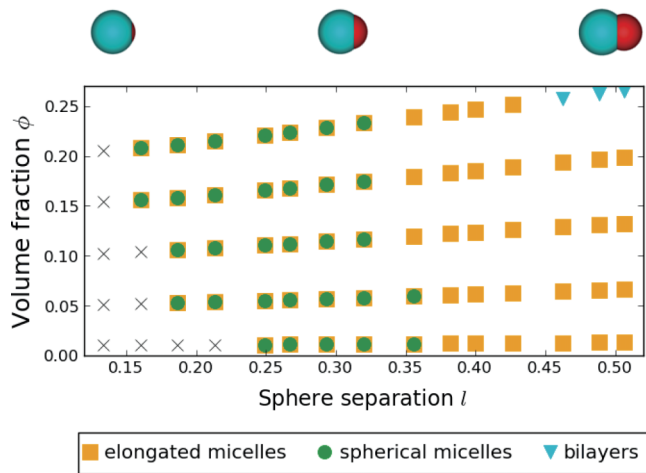 Volume fraction ϕ
0.25
0.20
0.15
0.10
0.05
0.00
0.15 0.20 0.25 0.30 0.35 0.40 0.45 0.50
Sphere separation l
elongated micelles spherical micelles bilayers